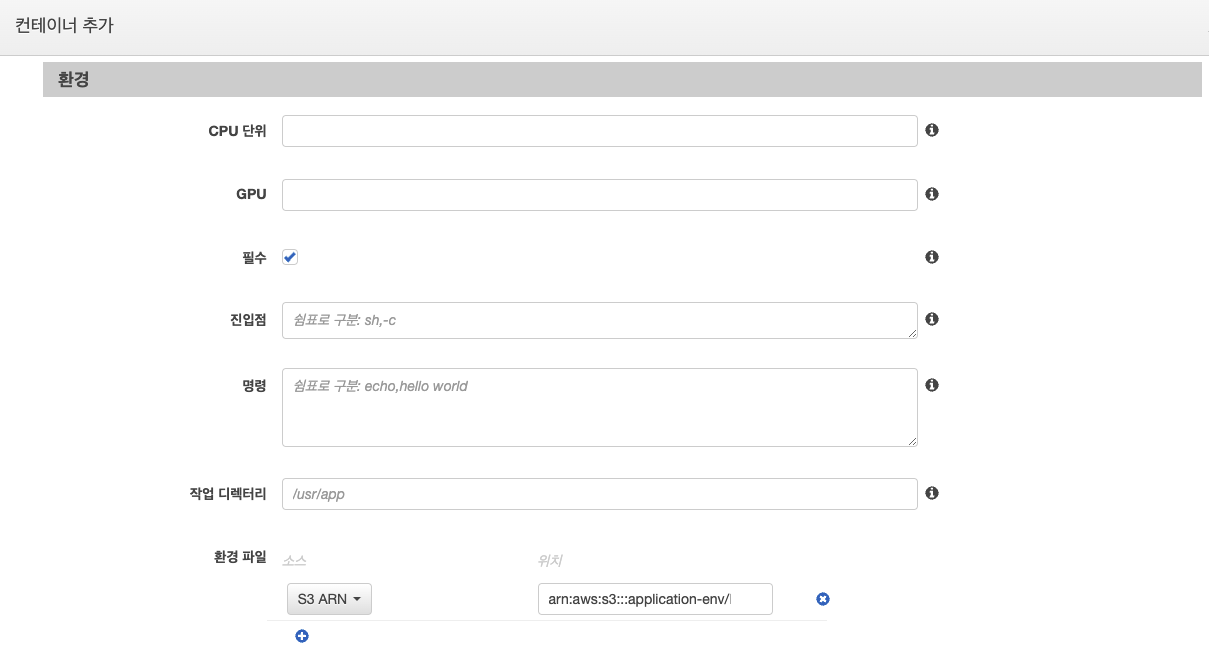 컨테이너 추가
환경
CPU 단위
GPU
필수
진입점
쉼표로 구분: sh,-c
명령
쉼표로 구분: echo,hello world
작업 디렉터리
/usr/app
환경 파일 소스 위치
S3 ARN arn:aws:s3:::application-env/